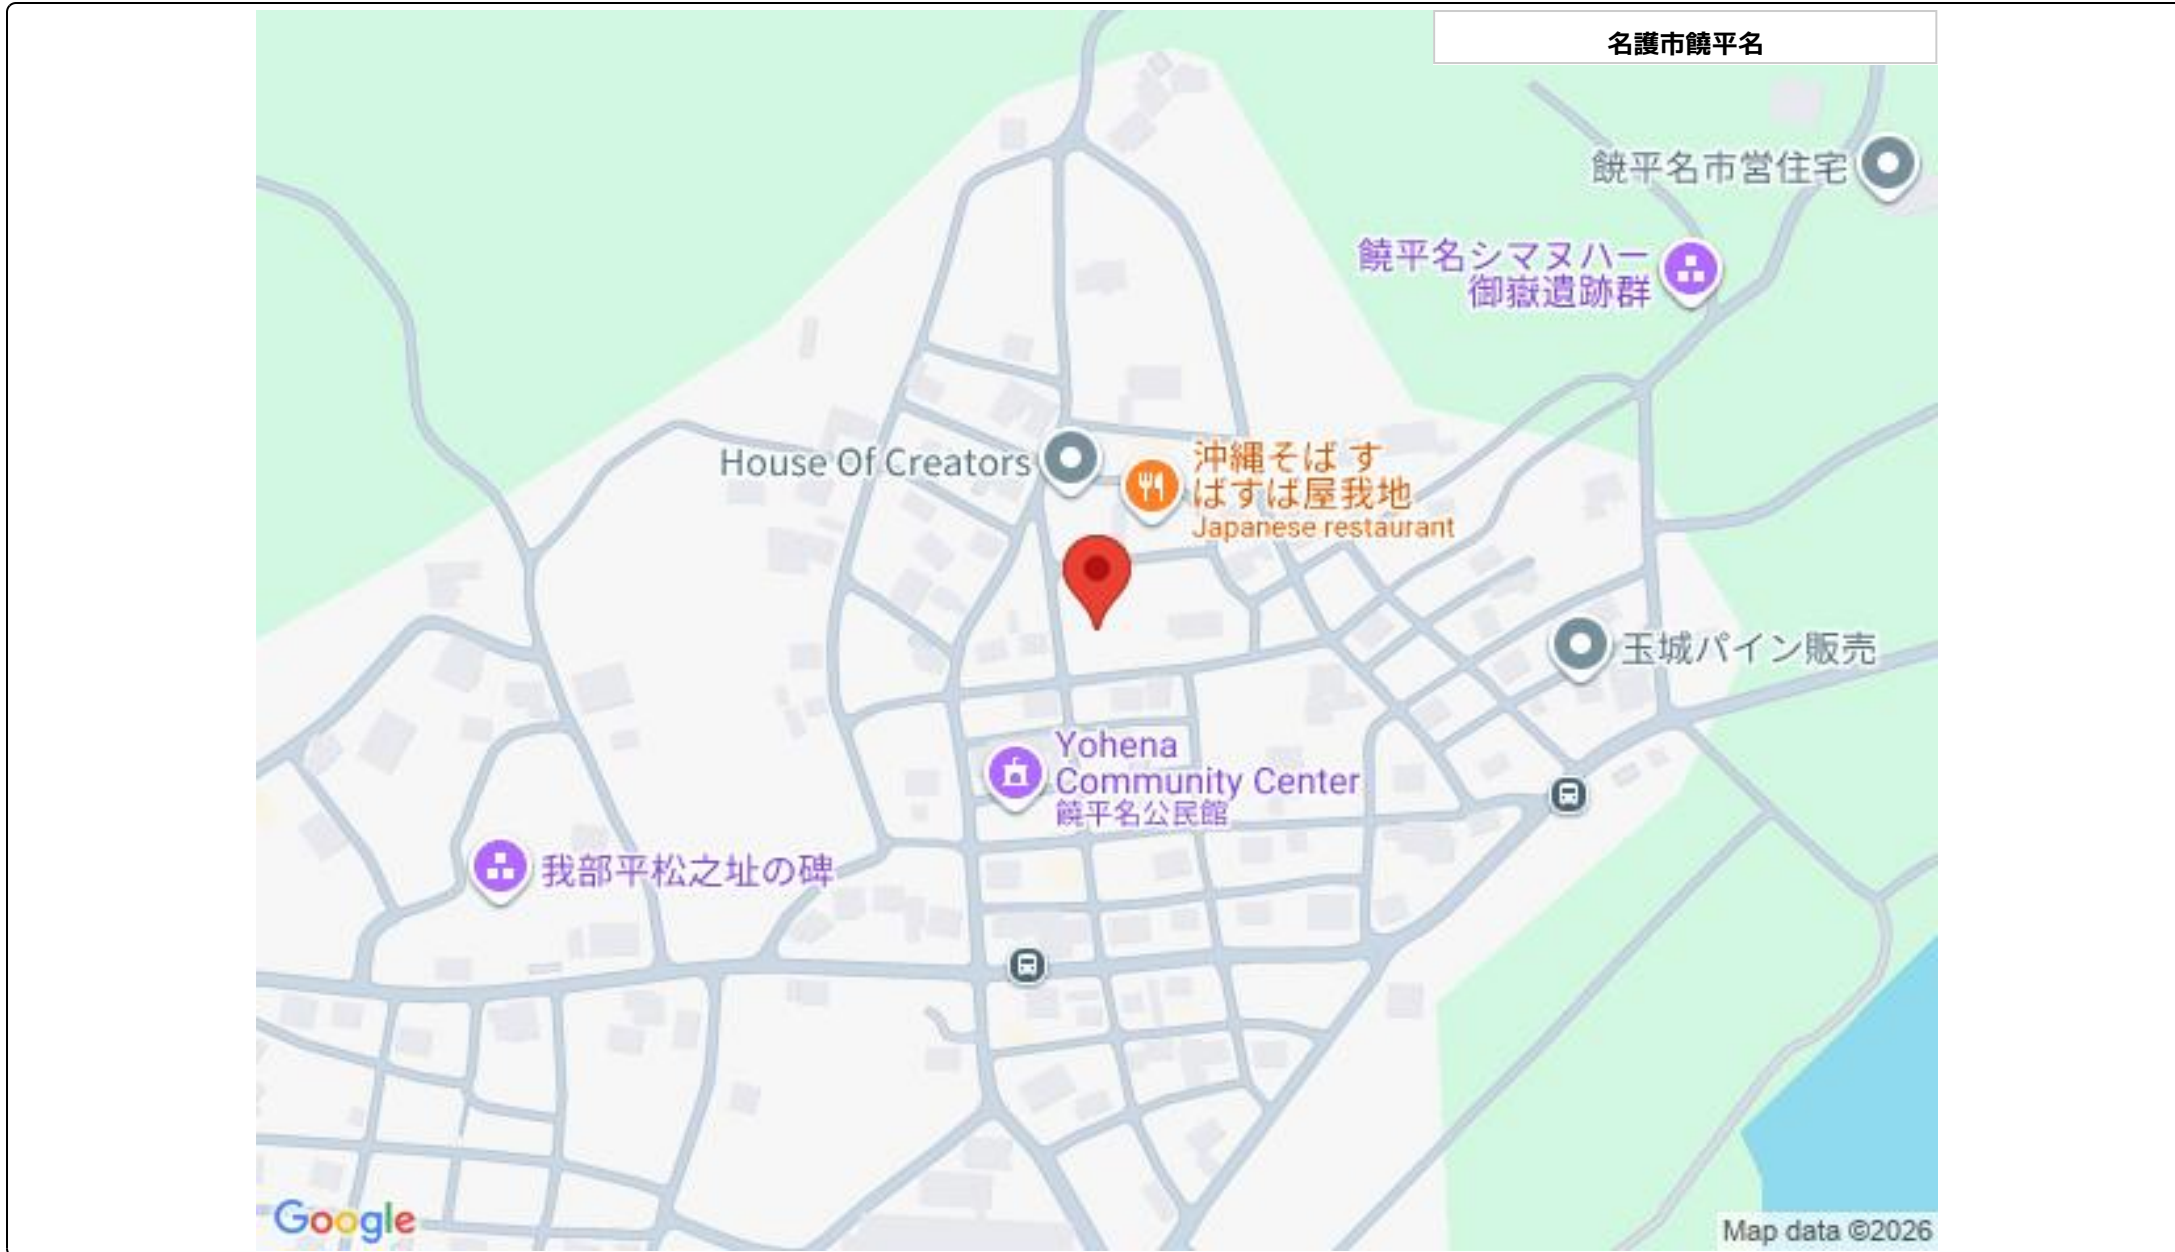 名護市饒平名
饒平名市営住宅
饒平名シマヌハー
御嶽遺跡群
House Of Creators
沖縄そば す
ばすば屋我地
Japanese restaurant
玉城パイン販売
Yohena
Community Center
饒平名公民館
我部平松之址の碑
Google
Map data ©2026